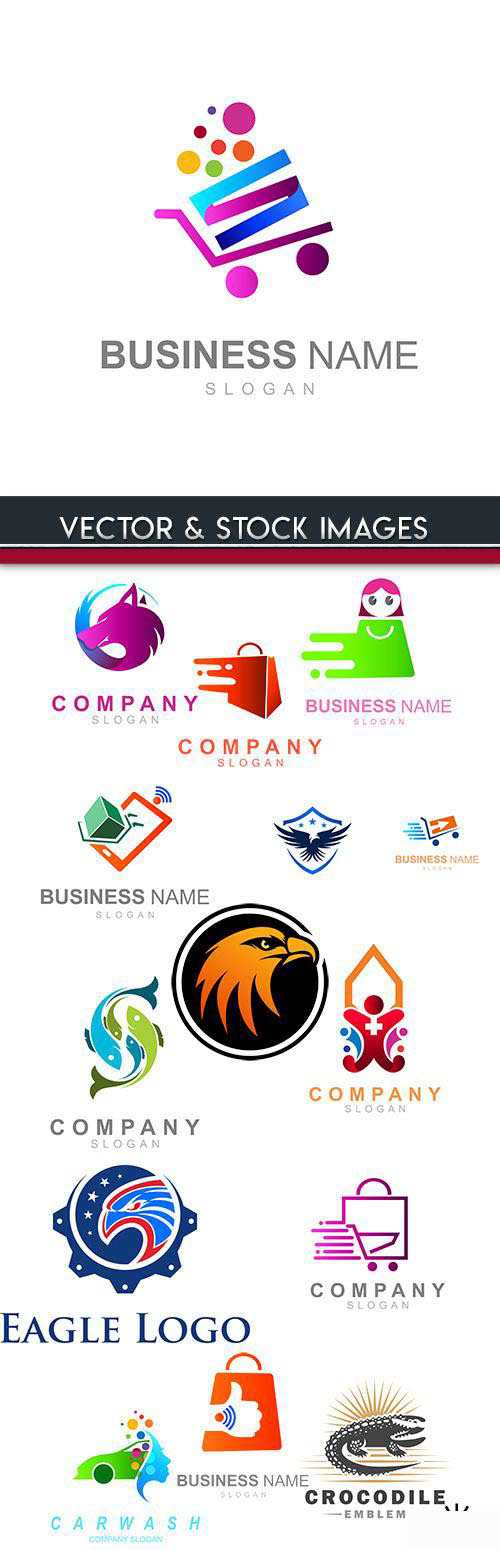 BUSINESS NAME
SLOGAN
VECTOR & STOCK IMAGES
COMPANY
SLOGAN
BUSINESS NAME
SLOGAN
COMPANY
SLOGAN
BUSINESS NAME
SLOGAN
BUSINESS NAME
SLOGAN
COMPANY
SLOGAN
COMPANY
SLOGAN
EAGLE LOGO
COMPANY
SLOGAN
BUSINESS NAME
SLOGAN
CROCODILE
EMBLEM
CARWASH
COMPANY SLOGAN